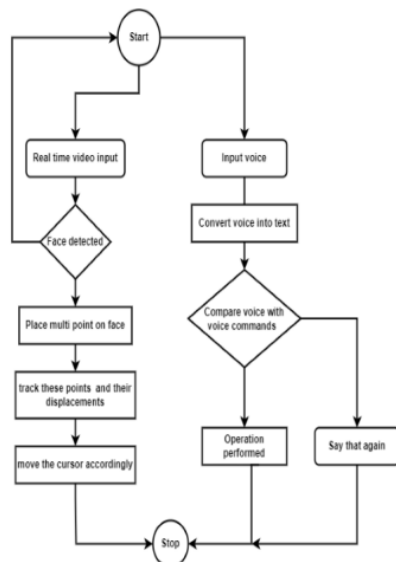 Start
Real time video input
Input voice
Face detected
Convert voice into text
Place multi point on face
Compare voice with
voice commands
track these points and their
displacements
move the cursor accordingly
Operation
performed
Say that again
Stop